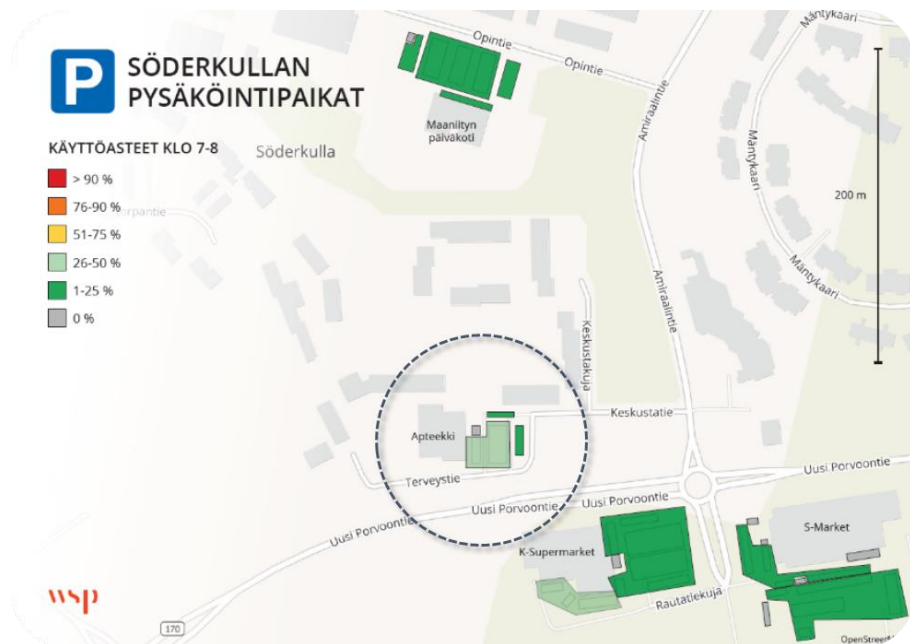 P
SÖDERKULLAN
PYSÄKÖINTIPAIKAT
KÄYTTÖASTEET KLO 7-8
> 90 %
76-90 %
51-75 %
26-50 %
1-25 %
0 %
Söderkulla
Opintie
Opintie
Maaniityn
päiväkoti
Amiraalintie
Amiraalintie
Mäntykaari
Mäntykaari
Mäntykaari
200 m
Keskustakuja
Keskustatie
Apteekki
Terveystie
Uusi Porvoontie
Uusi Porvoontie
Uusi Porvoontie
Uusi Porvoontie
K-Supermarket
S-Market
Rautatiekuja
170
wsp